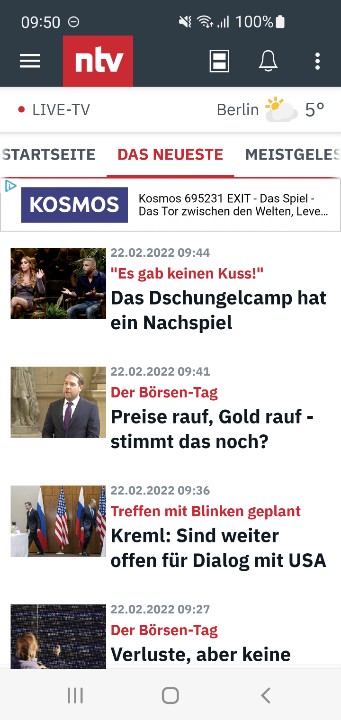 09:50 100%
ntv
LIVE-TV Berlin 5°
STARTSEITE DAS NEUESTE MEISTGELES
KOSMOS Kosmos 695231 EXIT - Das Spiel -
Das Tor zwischen den Welten, Leve...
22.02.2022 09:44
"Es gab keinen Kuss!"
Das Dschungelcamp hat
ein Nachspiel
22.02.2022 09:41
Der Börsen-Tag
Preise rauf, Gold rauf -
stimmt das noch?
22.02.2022 09:36
Treffen mit Blinken geplant
Kreml: Sind weiter
offen für Dialog mit USA
22.02.2022 09:27
Der Börsen-Tag
Verluste, aber keine